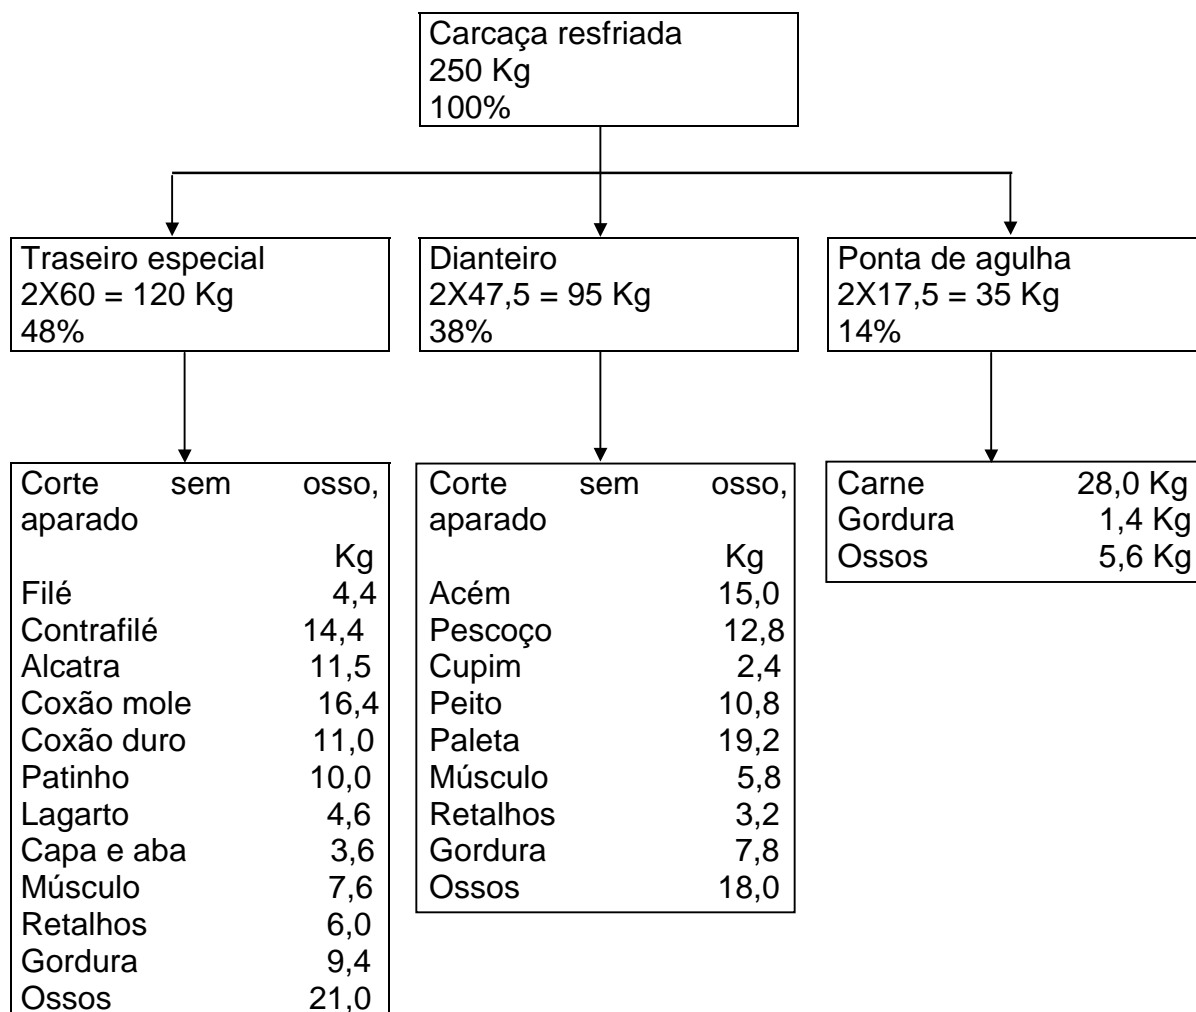 Carcaça resfriada
250 Kg
100%
Traseiro especial
2X60 = 120 Kg
48%
Dianteiro
2X47,5 = 95 Kg
38%
Ponta de agulha
2X17,5 = 35 Kg
14%
Corte sem osso,
aparado
Kg
Filé 4,4
Contrafilé 14,4
Alcatra 11,5
Coxão mole 16,4
Coxão duro 11,0
Patinho 10,0
Lagarto 4,6
Capa e aba 3,6
Músculo 7,6
Retalhos 6,0
Gordura 9,4
Ossos 21,0
Corte sem osso,
aparado
Kg
Acém 15,0
Pescoço 12,8
Cupim 2,4
Peito 10,8
Paleta 19,2
Músculo 5,8
Retalhos 3,2
Gordura 7,8
Ossos 18,0
Carne 28,0 Kg
Gordura 1,4 Kg
Ossos 5,6 Kg